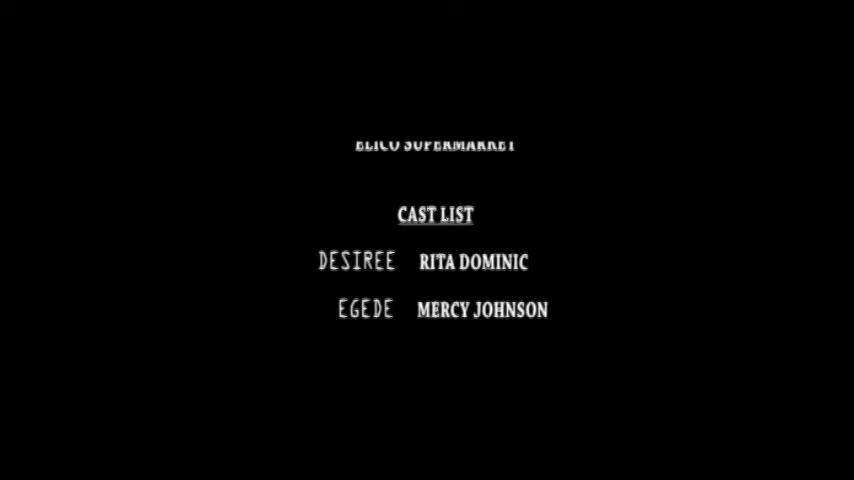 ELICO SUPERMARKET
CAST LIST
DESIREE RITA DOMINIC
EGEDE MERCY JOHNSON